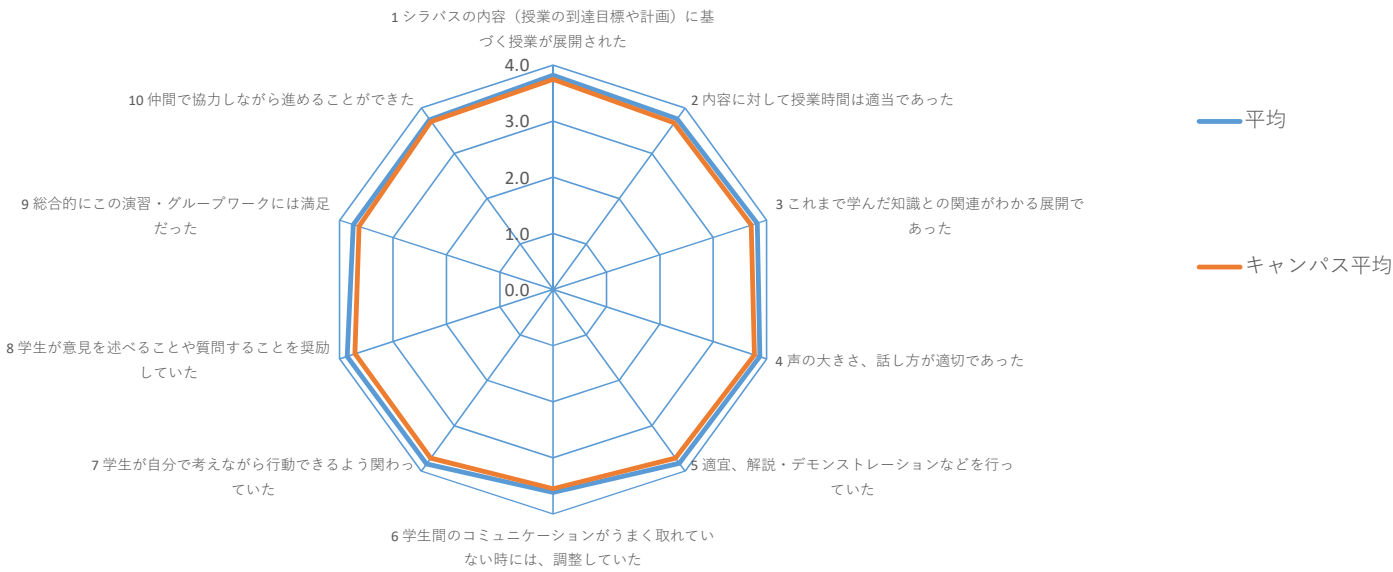 1 シラバスの内容（授業の到達目標や計画）に基
づく授業が展開された
4.0
10 仲間で協力しながら進めることができた
2 内容に対して授業時間は適当であった
平均
3.0
2.0
9 総合的にこの演習・グループワークには満足
だった
3 これまで学んだ知識との関連がわかる展開で
あった
1.0
キャンパス平均
0.0
8 学生が意見を述べることや質問することを奨励
していた
4 声の大きさ、話し方が適切であった
7 学生が自分で考えながら行動できるよう関わっ
ていた
5 適宜、解説・デモンストレーションなどを行っ
ていた
6 学生間のコミュニケーションがうまく取れてい
ない時には、調整していた